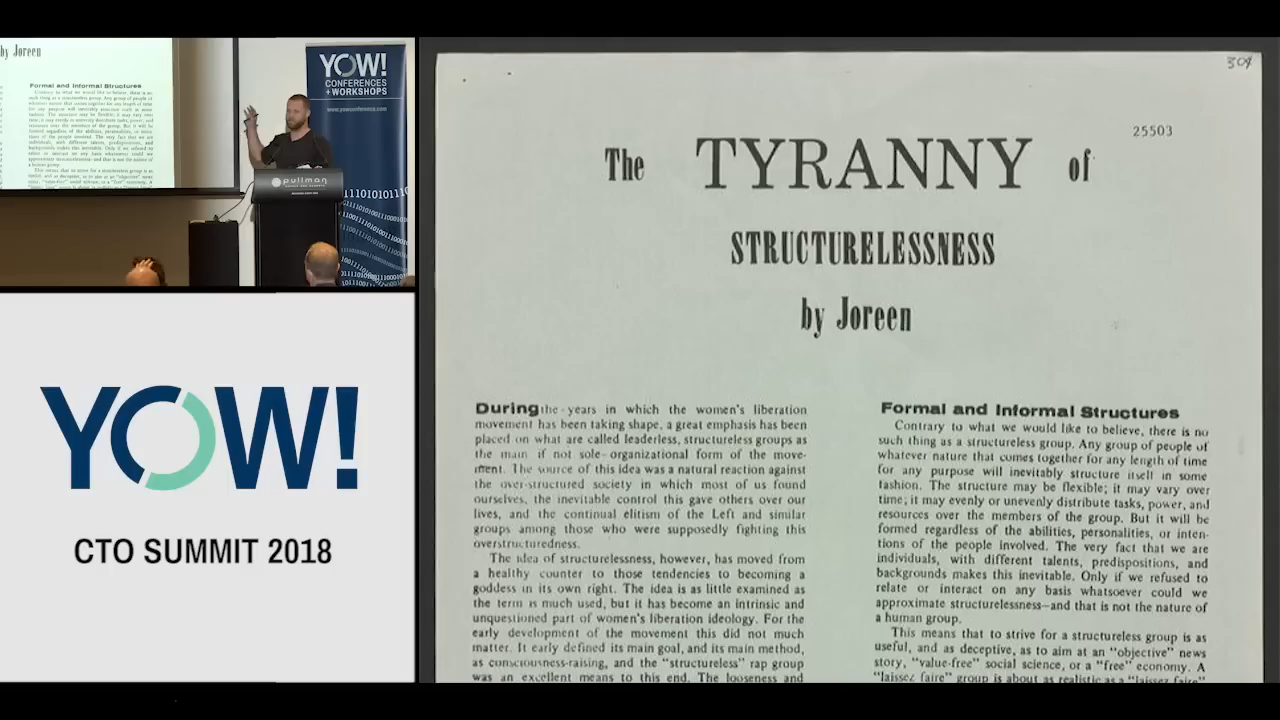 by Joreen
Formal and Informal Structures
YOW!
CONFERENCES
+ WORKSHOPS
www.yowconference.com
pullman
YOW!
CTO SUMMIT 2018
304
25503
The TYRANNY of
STRUCTURELESSNESS
by Joreen
During the years in which the women's liberation
movement has been taking shape, a great emphasis has been
placed on what are called leaderless, structureless groups as
the main if not sole organizational form of the move-
ment. The source of this idea was a natural reaction against
the over-structured society in which most of us found
ourselves, the inevitable control this gave others over our
lives, and the continual elitism of the Left and similar
groups among those who were supposedly fighting this
overstructuredness.
The idea of structurelessness, however, has moved from
a healthy counter to those tendencies to becoming a
goddess in its own right. The idea is as little examined as
the term is much used, but it has become an intrinsic and
unquestioned part of women's liberation ideology. For the
early development of the movement this did not much
matter. It early defined its main goal, and its main method,
as consciousness-raising, and the "structureless" rap group
was an excellent means to this end. The looseness and
Formal and Informal Structures
Contrary to what we would like to believe, there is no
such thing as a structureless group. Any group of people of
whatever nature that comes together for any length of time
for any purpose will inevitably structure itself in some
fashion. The structure may be flexible; it may vary over
time; it may evenly or unevenly distribute tasks, power, and
resources over the members of the group. But it will be
formed regardless of the abilities, personalities, or inten-
tions of the people involved. The very fact that we are
individuals, with different talents, predispositions, and
backgrounds makes this inevitable. Only if we refused to
relate or interact on any basis whatsoever could we
approximate structurelessness—and that is not the nature of
a human group.
This means that to strive for a structureless group is as
useful, and as deceptive, as to aim at an "objective" news
story, "value-free" social science, or a "free" economy. A
"laissez faire" group is about as realistic as a "laissez faire"